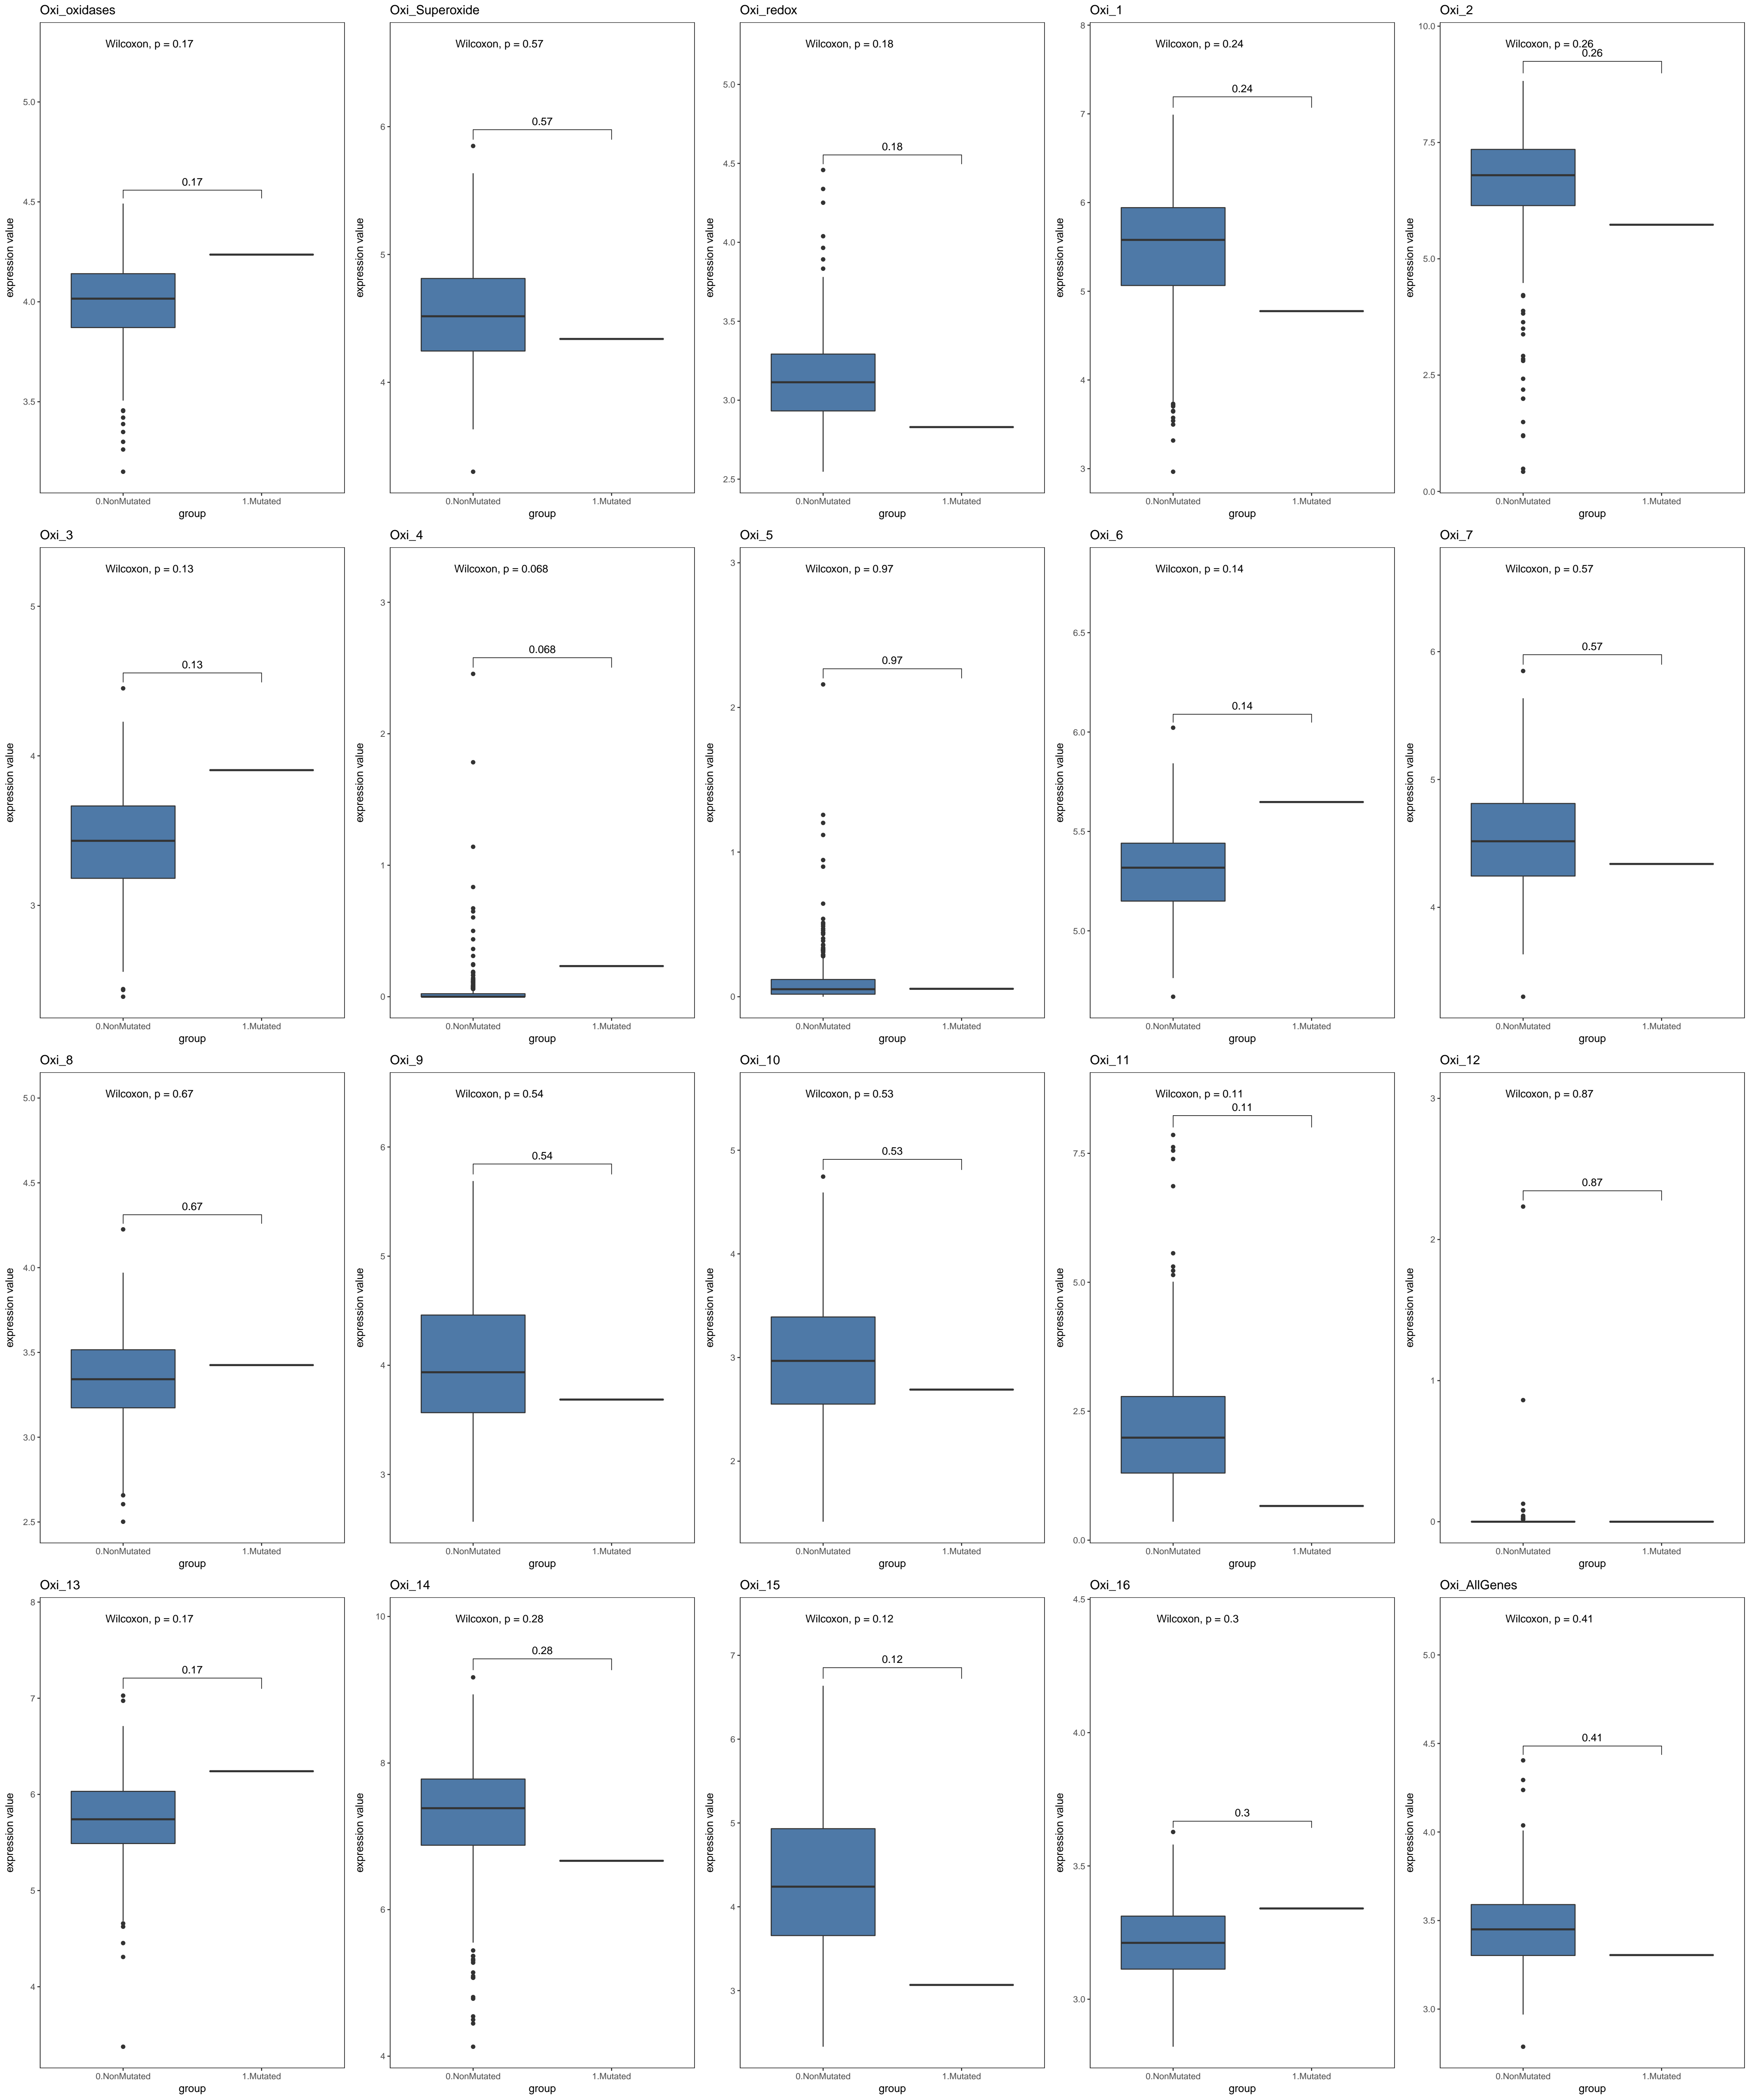 Oxi_oxidases
Wilcoxon, p = 0.17
0.17
5.0
4.5
4.0
3.5
expression value
0.NonMutated
1.Mutated
group
Oxi_Superoxide
Wilcoxon, p = 0.57
0.57
6
5
4
expression value
0.NonMutated
1.Mutated
group
Oxi_redox
Wilcoxon, p = 0.18
0.18
5.0
4.5
4.0
3.5
3.0
2.5
expression value
0.NonMutated
1.Mutated
group
Oxi_1
Wilcoxon, p = 0.24
0.24
8
7
6
5
4
3
expression value
0.NonMutated
1.Mutated
group
Oxi_2
Wilcoxon, p = 0.26
0.26
10.0
7.5
5.0
2.5
0.0
expression value
0.NonMutated
1.Mutated
group
Oxi_3
Wilcoxon, p = 0.13
0.13
5
4
3
expression value
0.NonMutated
1.Mutated
group
Oxi_4
Wilcoxon, p = 0.068
0.068
3
2
1
0
expression value
0.NonMutated
1.Mutated
group
Oxi_5
Wilcoxon, p = 0.97
0.97
3
2
1
0
expression value
0.NonMutated
1.Mutated
group
Oxi_6
Wilcoxon, p = 0.14
0.14
6.5
6.0
5.5
5.0
expression value
0.NonMutated
1.Mutated
group
Oxi_7
Wilcoxon, p = 0.57
0.57
6
5
4
expression value
0.NonMutated
1.Mutated
group
Oxi_8
Wilcoxon, p = 0.67
0.67
5.0
4.5
4.0
3.5
3.0
2.5
expression value
0.NonMutated
1.Mutated
group
Oxi_9
Wilcoxon, p = 0.54
0.54
6
5
4
3
expression value
0.NonMutated
1.Mutated
group
Oxi_10
Wilcoxon, p = 0.53
0.53
5
4
3
2
expression value
0.NonMutated
1.Mutated
group
Oxi_11
Wilcoxon, p = 0.11
0.11
7.5
5.0
2.5
0.0
expression value
0.NonMutated
1.Mutated
group
Oxi_12
Wilcoxon, p = 0.87
0.87
3
2
1
0
expression value
0.NonMutated
1.Mutated
group
Oxi_13
Wilcoxon, p = 0.17
0.17
8
7
6
5
4
expression value
0.NonMutated
1.Mutated
group
Oxi_14
Wilcoxon, p = 0.28
0.28
10
8
6
4
expression value
0.NonMutated
1.Mutated
group
Oxi_15
Wilcoxon, p = 0.12
0.12
7
6
5
4
3
expression value
0.NonMutated
1.Mutated
group
Oxi_16
Wilcoxon, p = 0.3
0.3
4.5
4.0
3.5
3.0
expression value
0.NonMutated
1.Mutated
group
Oxi_AllGenes
Wilcoxon, p = 0.41
0.41
5.0
4.5
4.0
3.5
3.0
expression value
0.NonMutated
1.Mutated
group